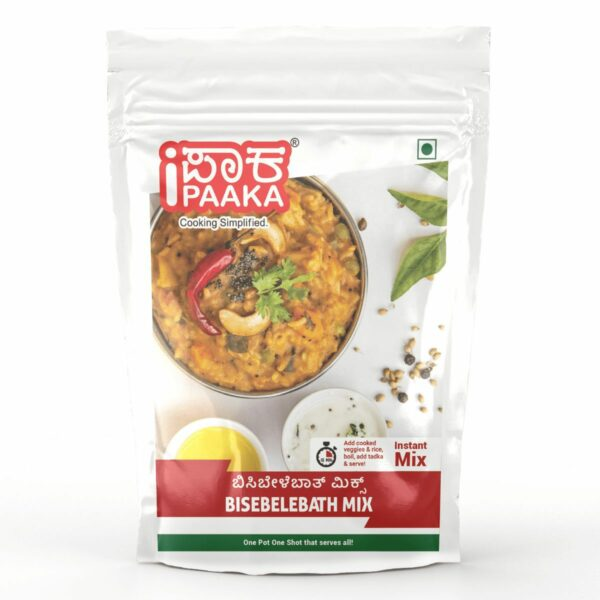 iಪಾಕ®
PAAKA
Cooking Simplified.
Add cooked
veggies & rice,
boil, add tadka
& serve!
Instant
Mix
ಬಿಸಿಬೇಳೆಬಾತ್ ಮಿಕ್ಸ್
BISEBELEBATH MIX
One Pot One Shot that serves all!